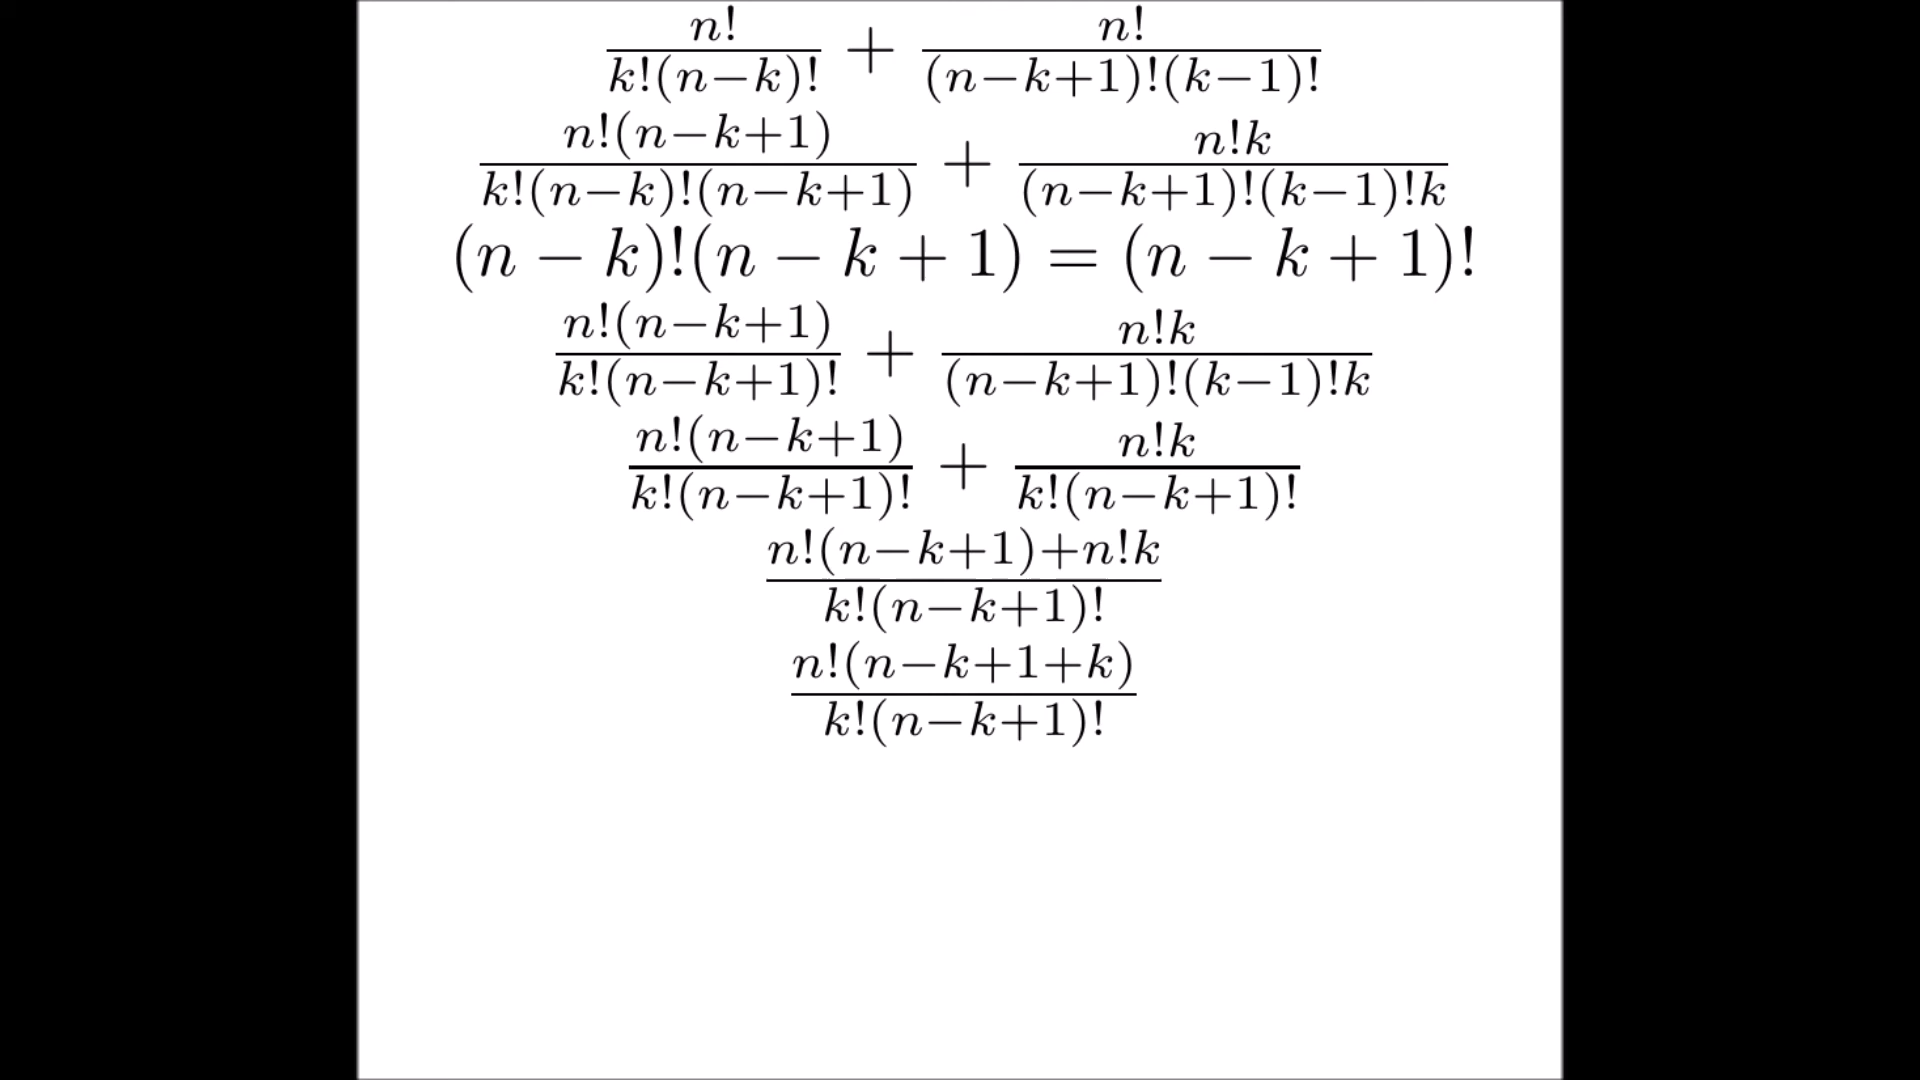 n!/k!(n−k)! + n!/(n−k+1)!(k−1)!
n!(n−k+1)/k!(n−k)!(n−k+1) + n!k/(n−k+1)!(k−1)!k
(n − k)!(n − k + 1) = (n − k + 1)!
n!(n−k+1)/k!(n−k+1)! + n!k/(n−k+1)!(k−1)!k
n!(n−k+1)/k!(n−k+1)! + n!k/k!(n−k+1)!
n!(n−k+1)+n!k/k!(n−k+1)!
n!(n−k+1+k)/k!(n−k+1)!